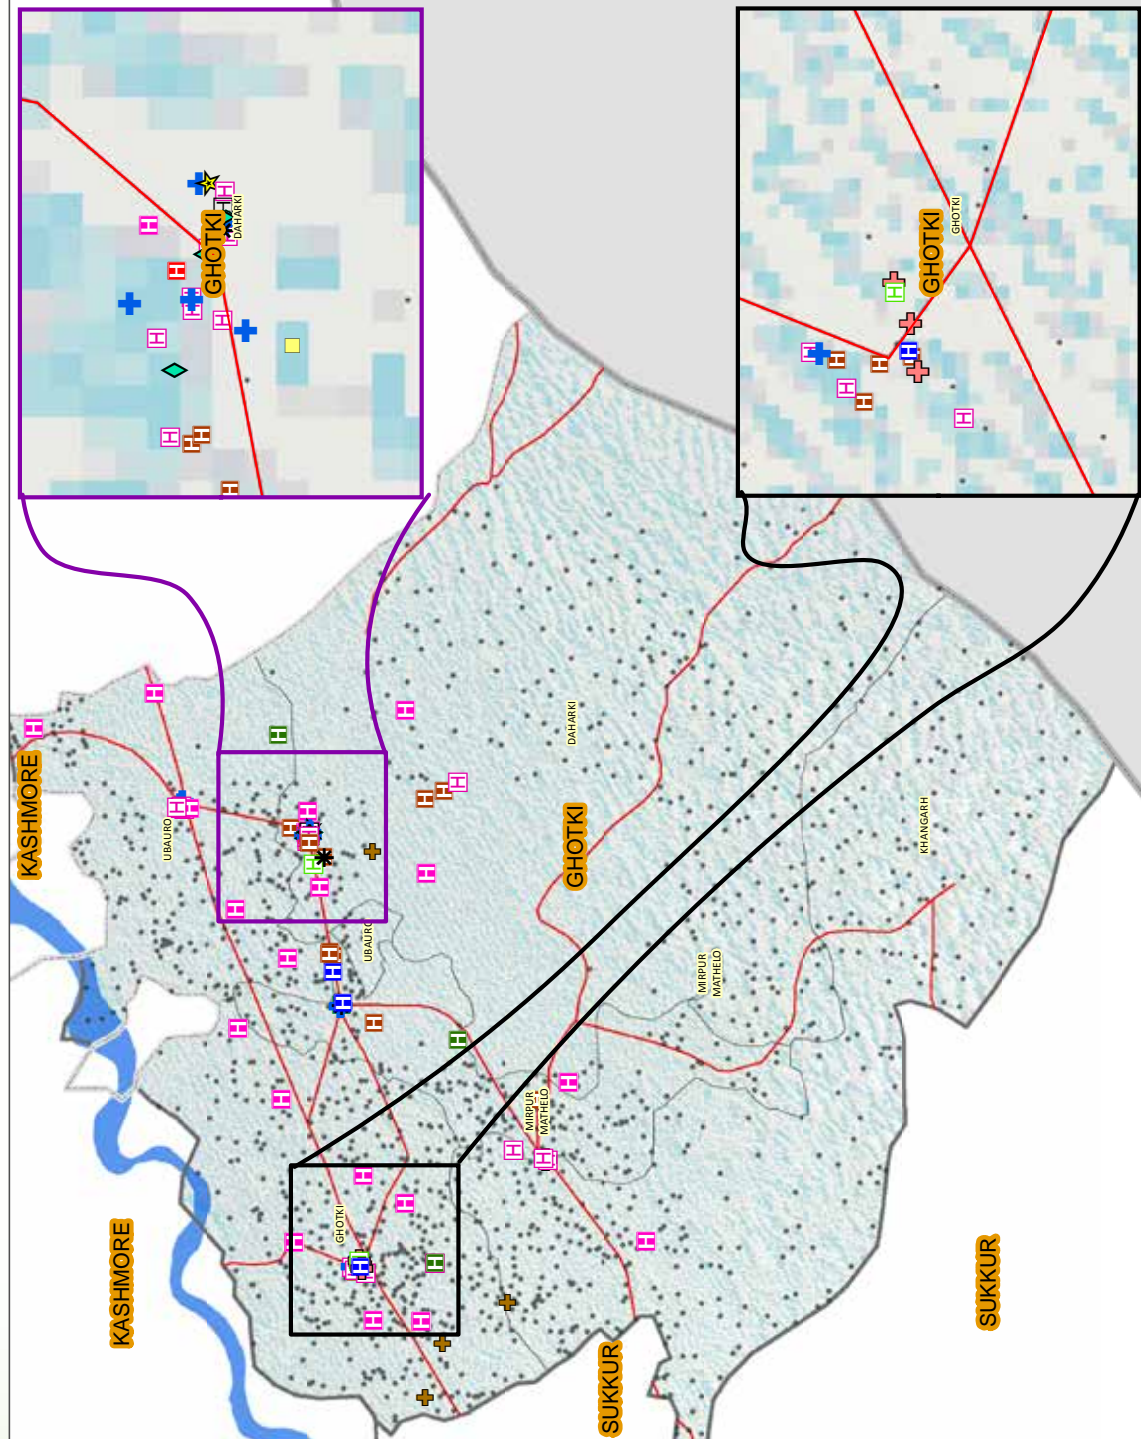 DAHARKI
GHOTKI
GHOTKI
GHOTKI
KASHMORE
UBAURO
DAHARKI
GHOTKI
KHANGARH
UBAURO
MIRPUR
MATHELO
MIRPUR
MATHELO
GHOTKI
KASHMORE
SUKKUR
SUKKUR